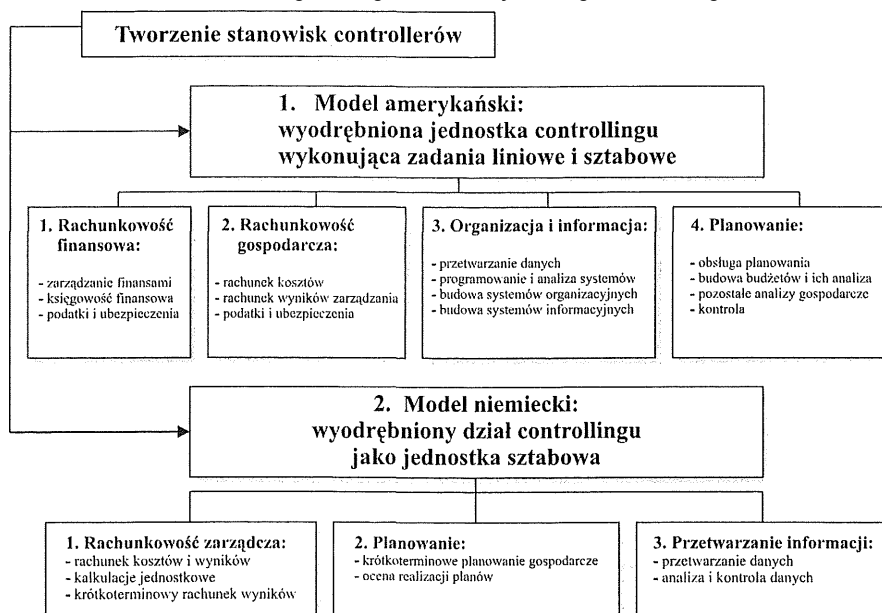 Tworzenie stanowisk controllerów
1. Model amerykański:
wyodrębniona jednostka controllingu
wykonująca zadania liniowe i sztabowe
1. Rachunkowość
finansowa:
- zarządzanie finansami
- księgowość finansowa
- podatki i ubezpieczenia
2. Rachunkowość
gospodarcza:
- rachunek kosztów
- rachunek wyników zarządzania
- podatki i ubezpieczenia
3. Organizacja i informacja:
- przetwarzanie danych
- programowanie i analiza systemów
- budowa systemów organizacyjnych
- budowa systemów informacyjnych
4. Planowanie:
- obsługa planowania
- budowa budżetów i ich analiza
- pozostałe analizy gospodarcze
- kontrola
2. Model niemiecki:
wyodrębniony dział controllingu
jako jednostka sztabowa
1. Rachunkowość zarządcza:
- rachunek kosztów i wyników
- kalkulacje jednostkowe
- krótkoterminowy rachunek wyników
2. Planowanie:
- krótkoterminowe planowanie gospodarcze
- ocena realizacji planów
3. Przetwarzanie informacji:
- przetwarzanie danych
- analiza i kontrola danych